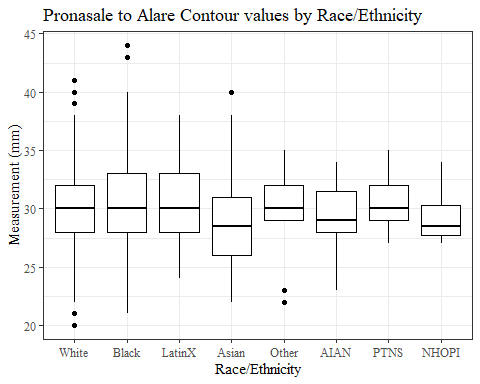 Pronasale to Alare Contour values by Race/Ethnicity
45
40
35
30
25
20
Measurement (mm)
White Black LatinX Asian Other AIAN PTNS NHOPI
Race/Ethnicity